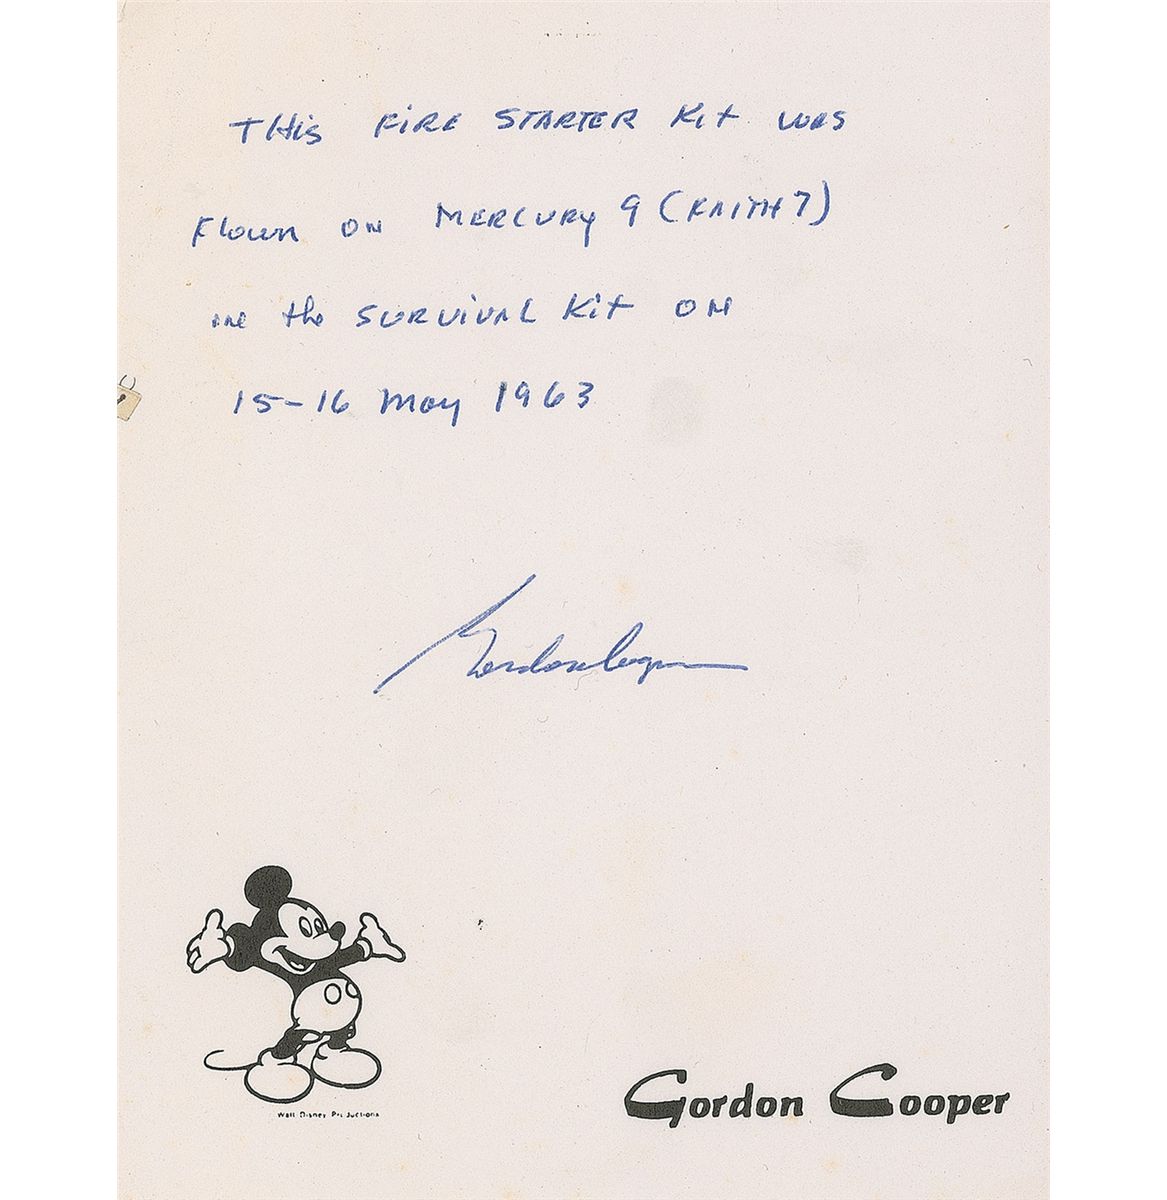 THis FIRE STARTER Kit was
Flown on MERCURY 9 (FAITH 7)
in the SURVIVAL Kit ON
15-16 May 1963
Gordon Cooper
Walt Disney Productions
Gordon Cooper